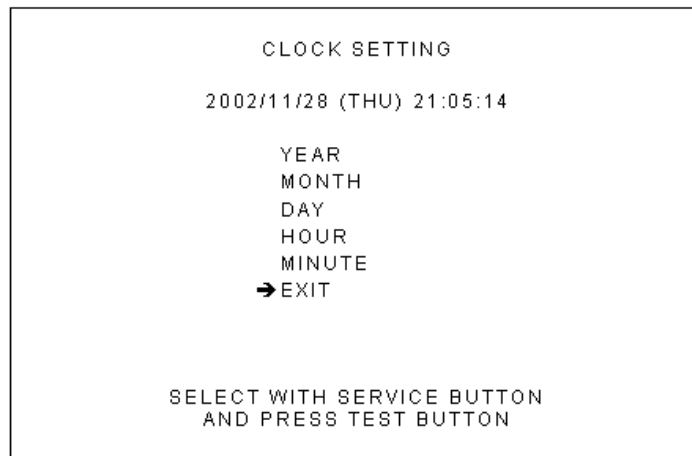 CLOCK SETTING
2002/11/28 (THU) 21:05:14
YEAR
MONTH
DAY
HOUR
MINUTE
➔EXIT
SELECT WITH SERVICE BUTTON
AND PRESS TEST BUTTON